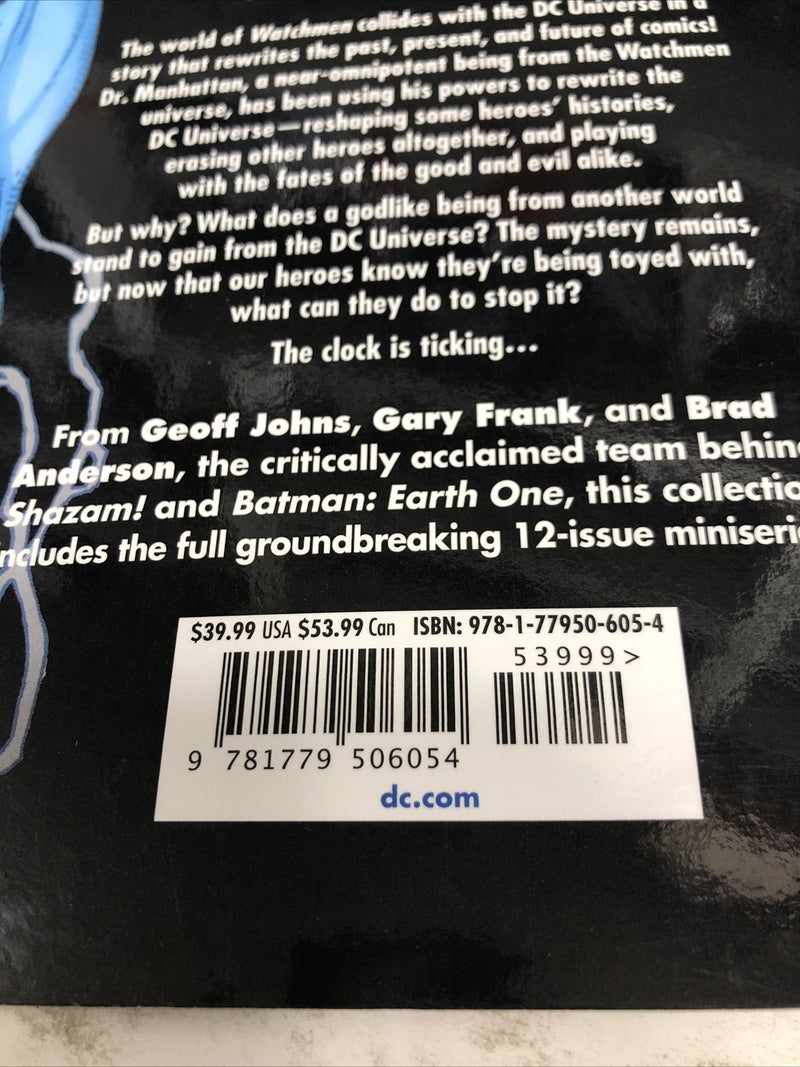 The world of Watchmen collides with the DC Universe in a
story that rewrites the past, present, and future of comics!
Dr. Manhattan, a near-omnipotent being from the Watchmen
universe, has been using his powers to rewrite the
DC Universe—reshaping some heroes' histories,
erasing other heroes altogether, and playing
with the fates of the good and evil alike.
But why? What does a godlike being from another world
stand to gain from the DC Universe? The mystery remains,
but now that our heroes know they're being toyed with,
what can they do to stop it?
The clock is ticking...
From Geoff Johns, Gary Frank, and Brad
Anderson, the critically acclaimed team behin
Shazam! and Batman: Earth One, this collectio
ncludes the full groundbreaking 12-issue miniseri
$39.99 USA $53.99 Can ISBN: 978-1-77950-605-4
53999>
9 781779 506054
dc.com